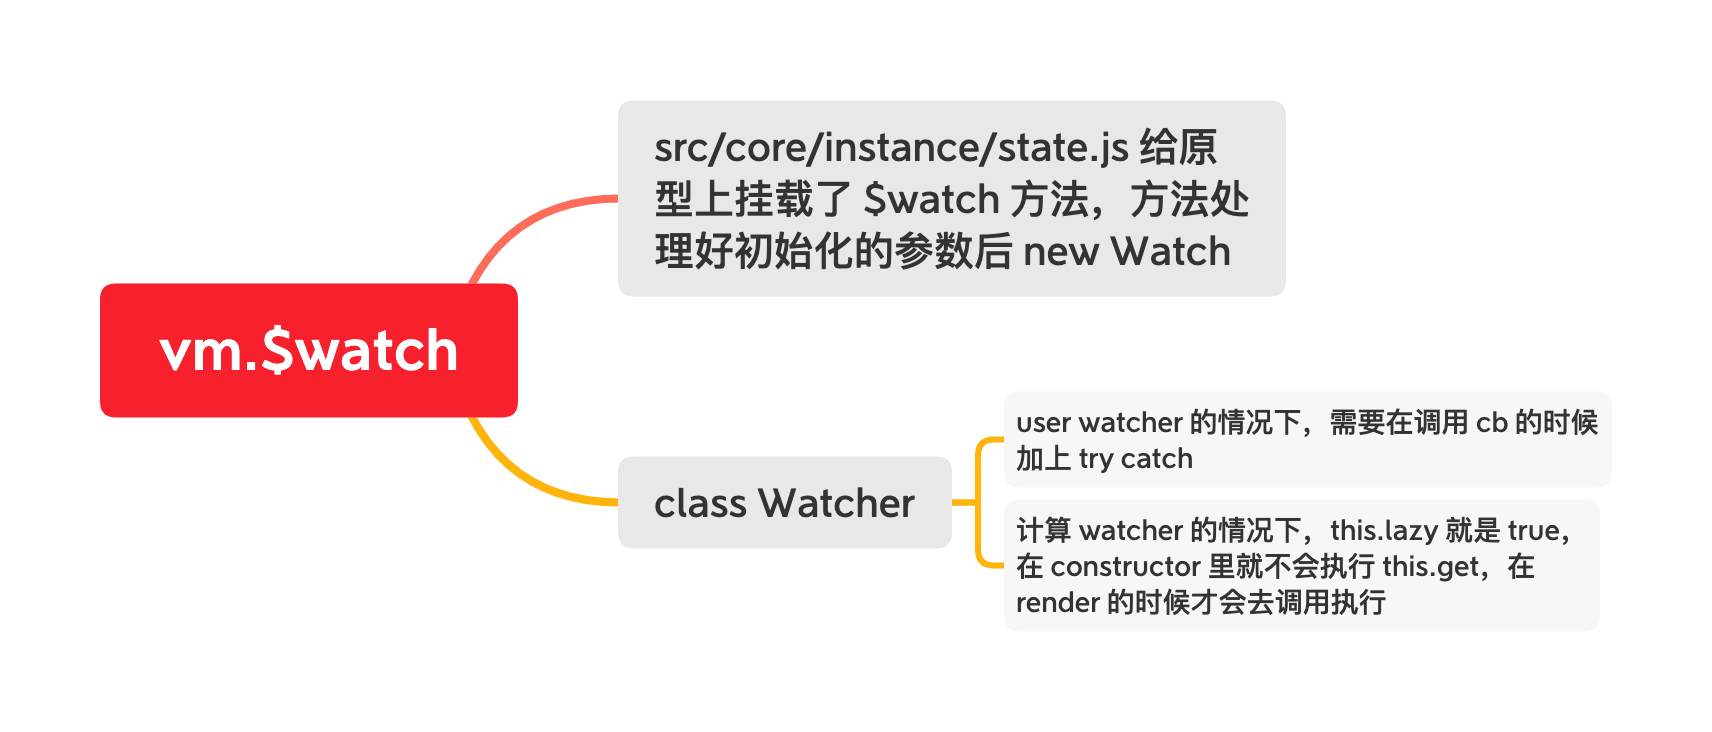 vm.$watch
src/core/instance/state.js 给原
型上挂载了 $watch 方法，方法处
理好初始化的参数后 new Watch
class Watcher
user watcher 的情况下，需要在调用 cb 的时候
加上 try catch
计算 watcher 的情况下，this.lazy 就是 true，
在 constructor 里就不会执行 this.get，在
render 的时候才会去调用执行